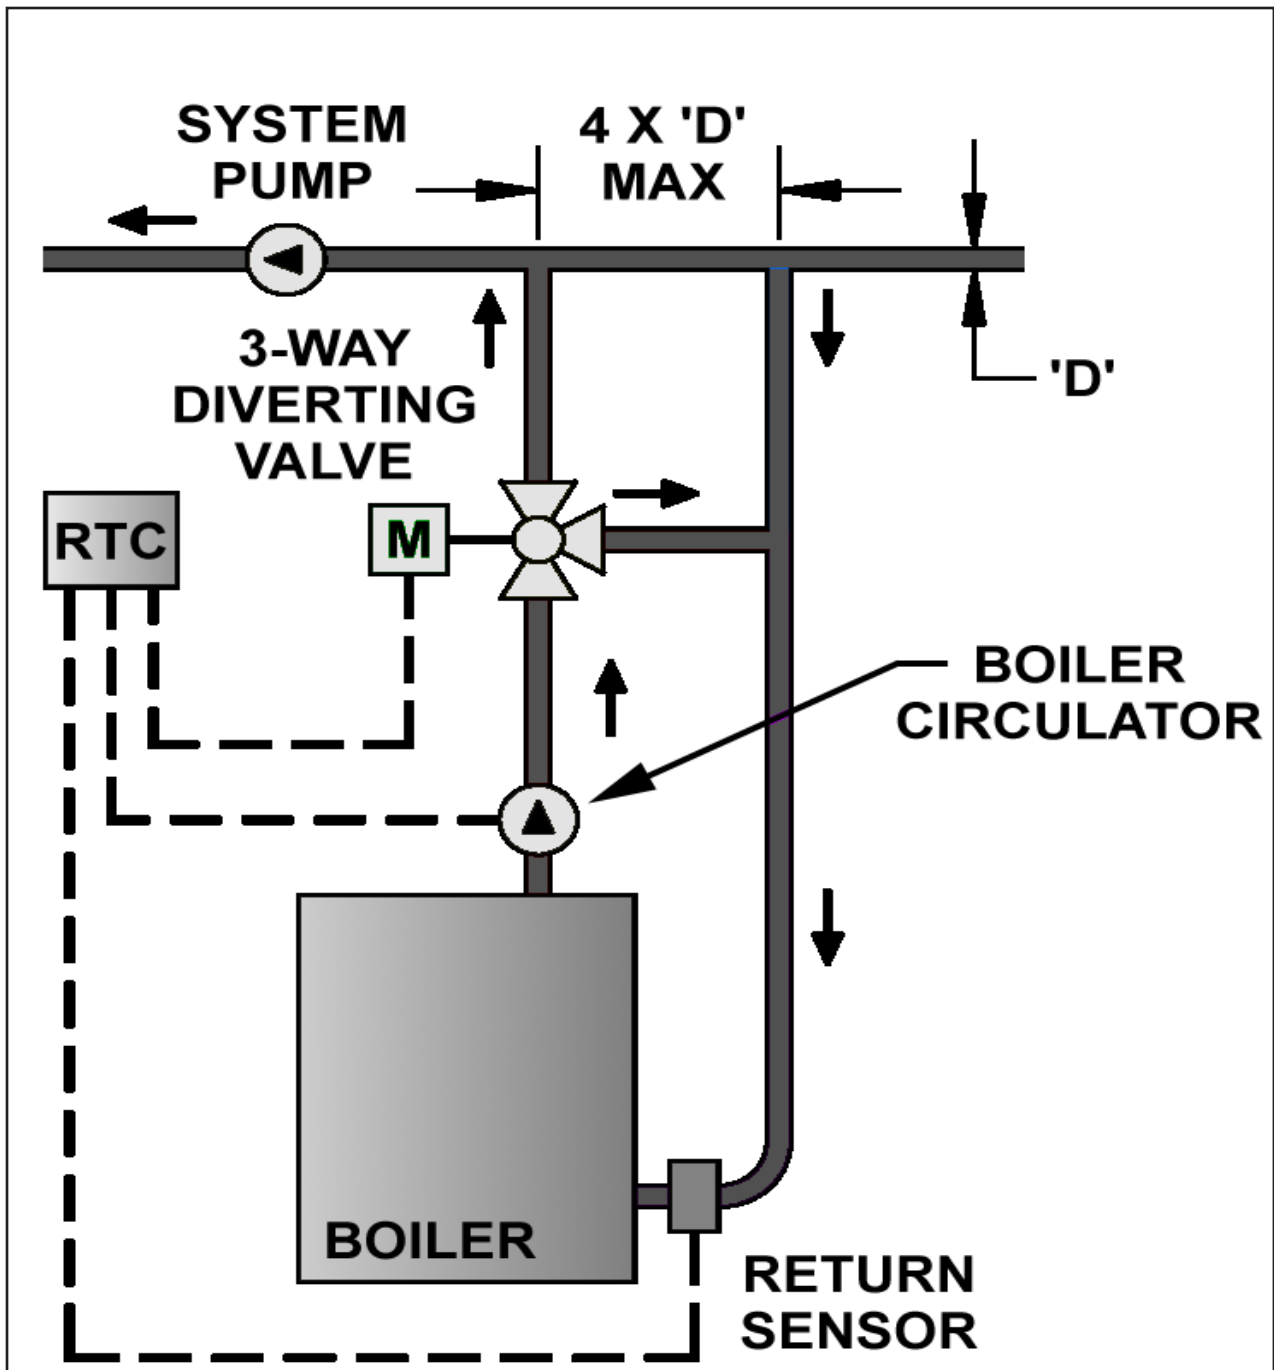 SYSTEM
PUMP
4 X 'D'
MAX
3-WAY
DIVERTING
VALVE
'D'
RTC
M
BOILER
CIRCULATOR
BOILER
RETURN
SENSOR